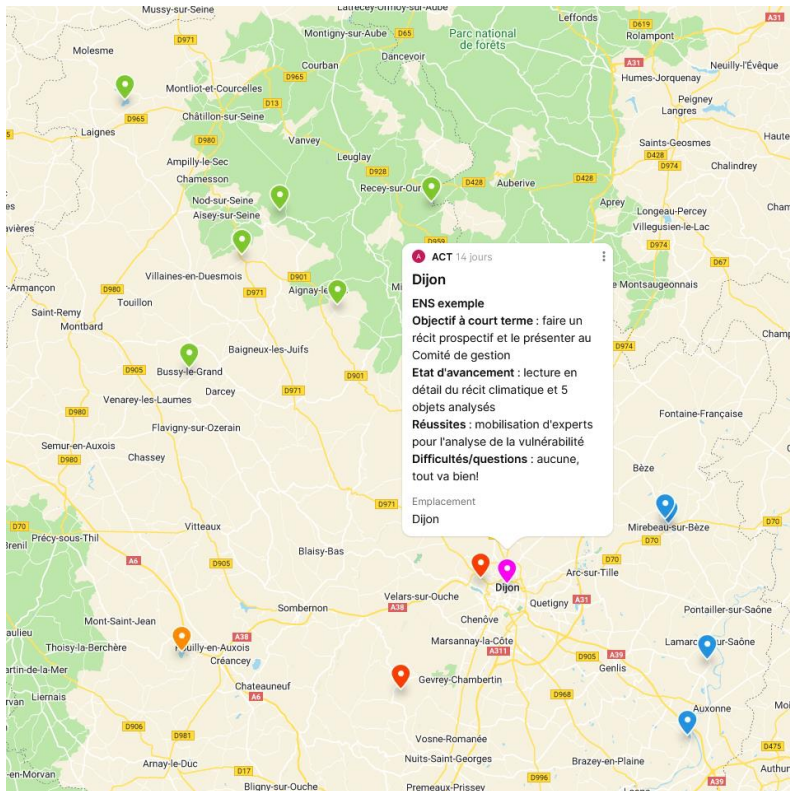 Mussy-sur-Seine
Latrecey-Ormoy-sur-Aube
Leffonds
D619
A31
Montigny-sur-Aube
D65
Parc national
de forêts
Rolampont
D971
Molesme
Dancevoir
Courban
A31
Neuilly-l'Évêque
D965
Humes-Jorquenay
Montliot-et-Courcelles
D13
Peigney
Langres
D965
Châtillon-sur-Seine
Laignes
D980
Vanvey
Saints-Geosmes
Haute
Ampilly-le-Sec
Leuglay
D428
D974
Chalindrey
Chamesson
D928
Recey-sur-Our
D428
Auberive
D428
Nod-sur-Seine
Aisey-sur-Seine
Aprey
Longeau-Percey
Cham
Villegusien-le-Lac
D959
D974
ACT 14 jours
D67
Dijon
Villaines-en-Duesmois
D901
Montsaugeonnais
-Armançon
D980
D971
Aignay-le
Mi
Touillon
ENS exemple
Saint-Remy
Montbard
Objectif à court terme : faire un
récit prospectif et le présenter au
Comité de gestion
Champ
D974
Baigneux-les-Juifs
D905
Bussy-le-Grand
Etat d'avancement : lecture en
D901
détail du récit climatique et 5
objets analysés
Darcey
D971
Venarey-les-Laumes
D980
Fontaine-Française
Réussites : mobilisation d'experts
pour l'analyse de la vulnérabilité
Flavigny-sur-Ozerain
Semur-en-Auxois
D980
Chassey
Difficultés/questions : aucune,
tout va bien!
Bèze
Emplacement
D971
Dijon
D70
Vitteaux
Mirebeau-sur-Bèze
D70
Précy-sous-Thil
D70
Blaisy-Bas
A6
D905
D70
Arc-sur-Tille
Dijon
Velars-sur-Ouche
A38
Quetigny
A31
Sombernon
Pontailler-sur-Saône
Mont-Saint-Jean
Chenôve
A38
Marsannay-la-Côte
A311
Thoisy-la-Berchère
Créancey
D905
A39
Genlis
Gevrey-Chambertin
Chateauneuf
A6
D968
Liernais
Auxonne
Moi
D906
D981
Vosne-Romanée
D475
Nuits-Saint-Georges
Brazey-en-Plaine
Arnay-le-Duc
D17
-en-Morvan
D996
A39
Bligny-sur-Ouche
Premeaux-Prissey